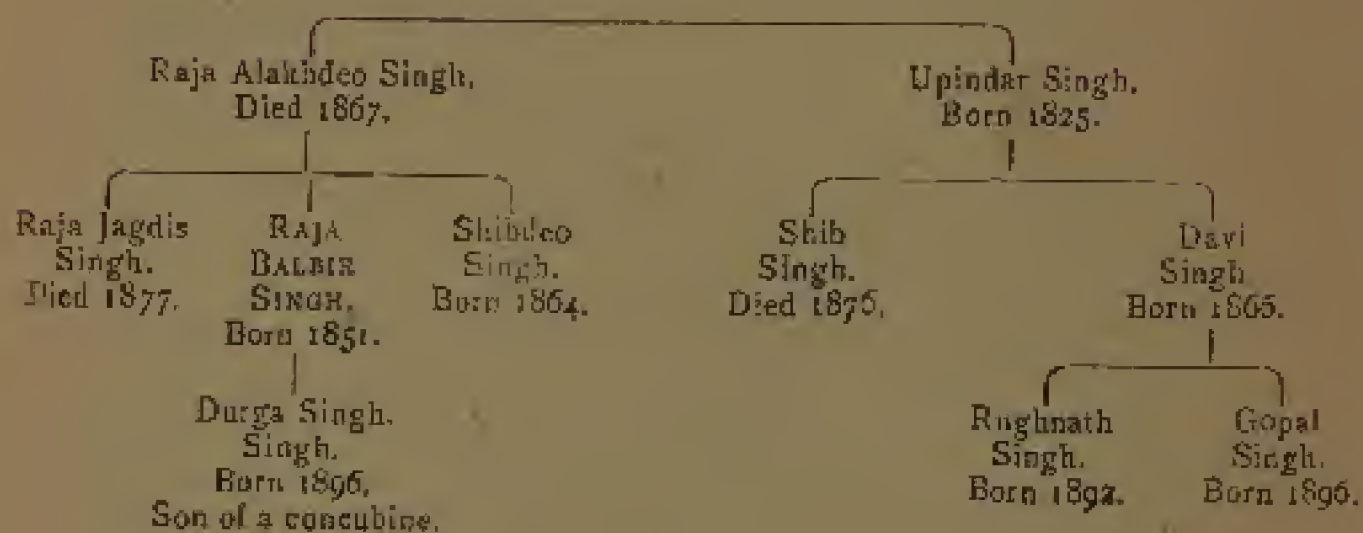 Raja Alakhdeo Singh.
Died 1867.
Upindar Singh.
Born 1825.
Raja Jagdis
Singh.
Died 1877.
RAJA
BALBIR
SINGH.
Born 1851.
Shibdeo
Singh.
Born 1864.
Shib
Singh.
Died 1876.
Davi
Singh
Born 1865.
Durga Singh.
Singh.
Born 1896.
Son of a concubine.
Rughnath
Singh.
Born 1892.
Gopal
Singh.
Born 1896.